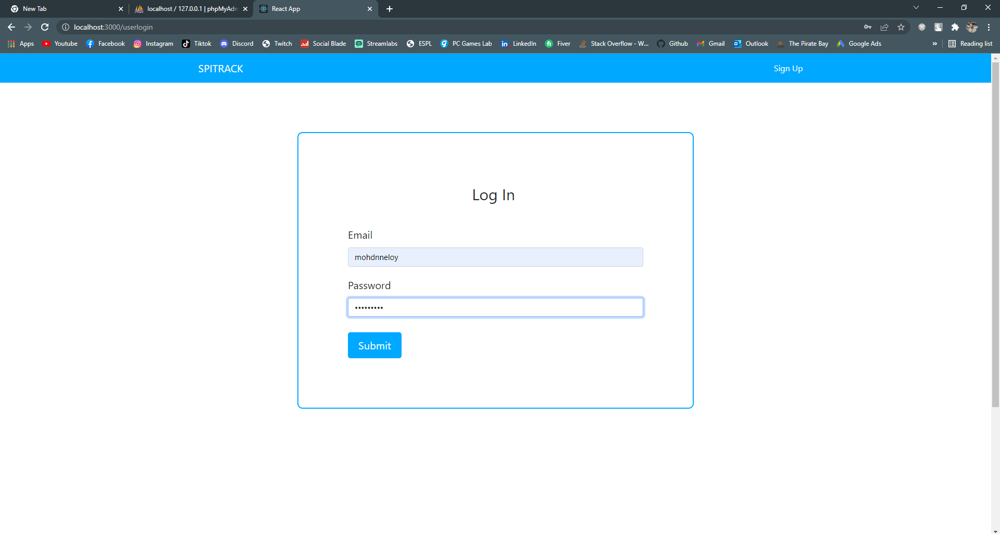 New Tab
localhost / 127.0.0.1 | phpMyAdm
React App
localhost:3000/userlogin
Apps Youtube Facebook Instagram Tiktok Discord Twitch Social Blade Streamlabs ESPL PC Games Lab LinkedIn Fiver Stack Overflow - W... Github Gmail Outlook The Pirate Bay Google Ads » Reading list
SPITRACK Sign Up
Log In
Email
mohdnneloy
Password
•••••••••
Submit